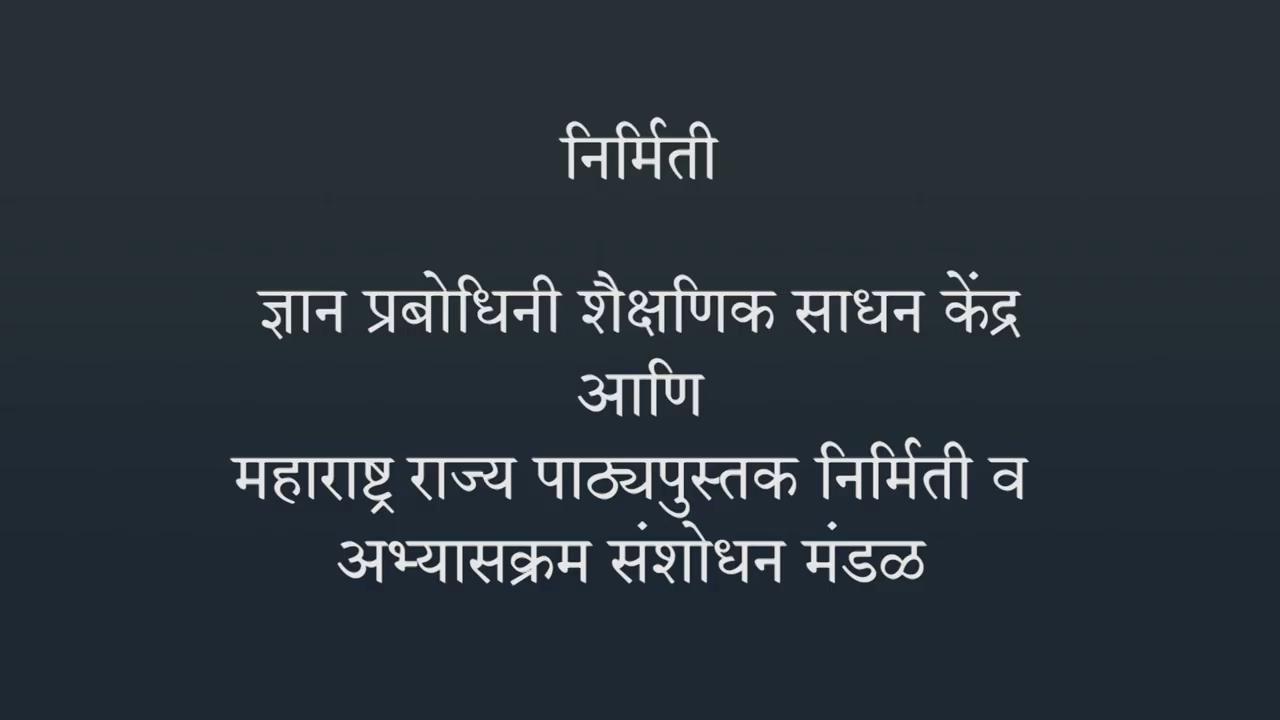 निर्मिती
ज्ञान प्रबोधिनी शैक्षणिक साधन केंद्र
आणि
महाराष्ट्र राज्य पाठ्यपुस्तक निर्मिती व
अभ्यासक्रम संशोधन मंडळ